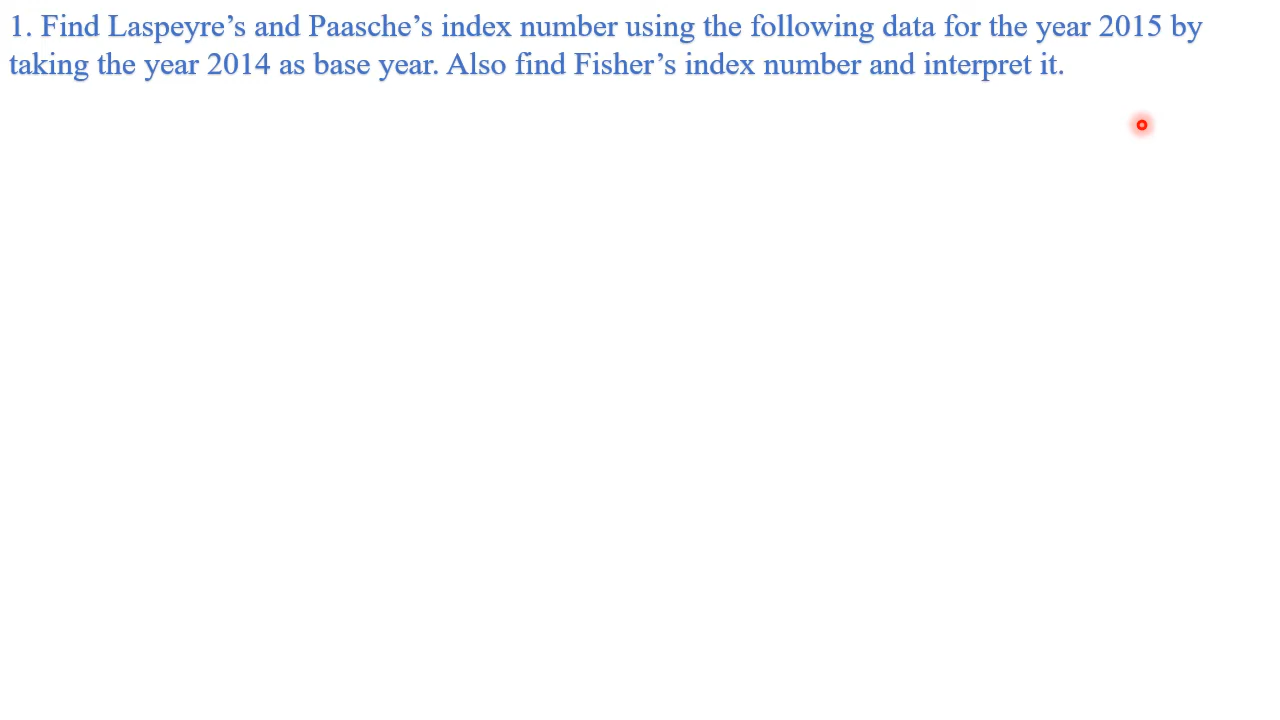 1. Find Laspeyre’s and Paasche’s index number using the following data for the year 2015 by
taking the year 2014 as base year. Also find Fisher’s index number and interpret it.